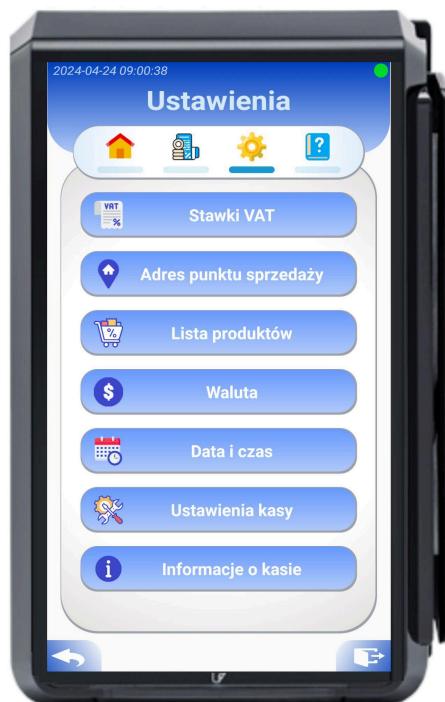 2024-04-24 09:00:38
Ustawienia
VAT
%
Stawki VAT
Adres punktu sprzedaży
%
Lista produktów
$
Waluta
Data i czas
Ustawienia kasy
i
Informacje o kasie